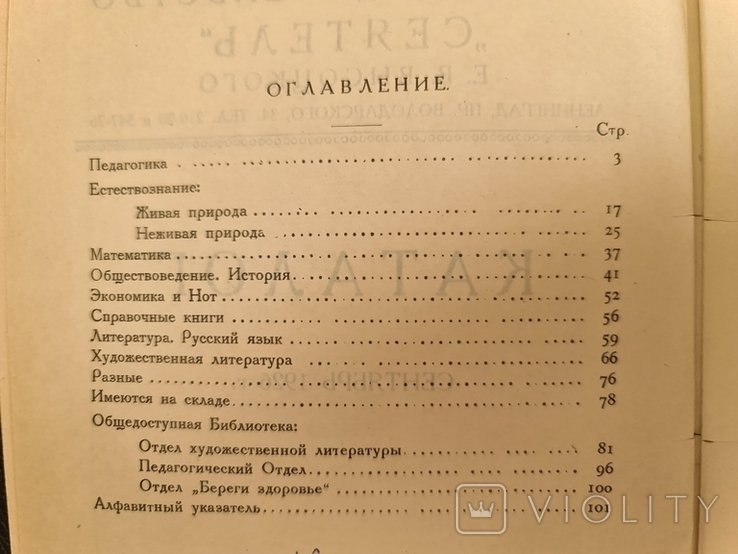 ОГЛАВЛЕНИЕ.
Стр.
Педагогика 3
Естествознание:
Живая природа 17
Неживая природа 25
Математика 37
Обществоведение. История 41
Экономика и Нот 52
Справочные книги 56
Литература. Русский язык 59
Художественная литература 66
Разные 76
Имеются на складе 78
Общедоступная Библиотека:
Отдел художественной литературы 81
Педагогический Отдел 96
Отдел „Береги здоровье“ 100
Алфавитный указатель 101
VIOLITY